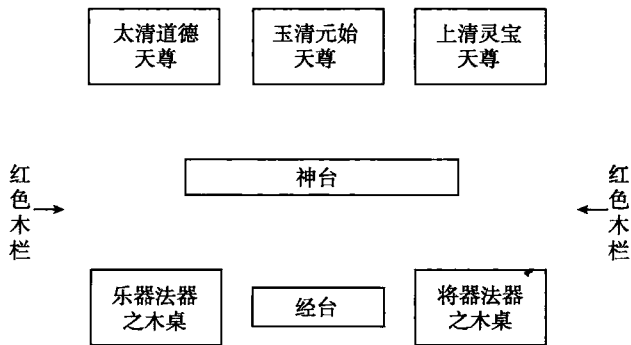 太清道德
天尊
玉清元始
天尊
上清灵宝
天尊
神台
红色木栏
红色木栏
乐器法器
之木桌
经台
将器法器
之木桌